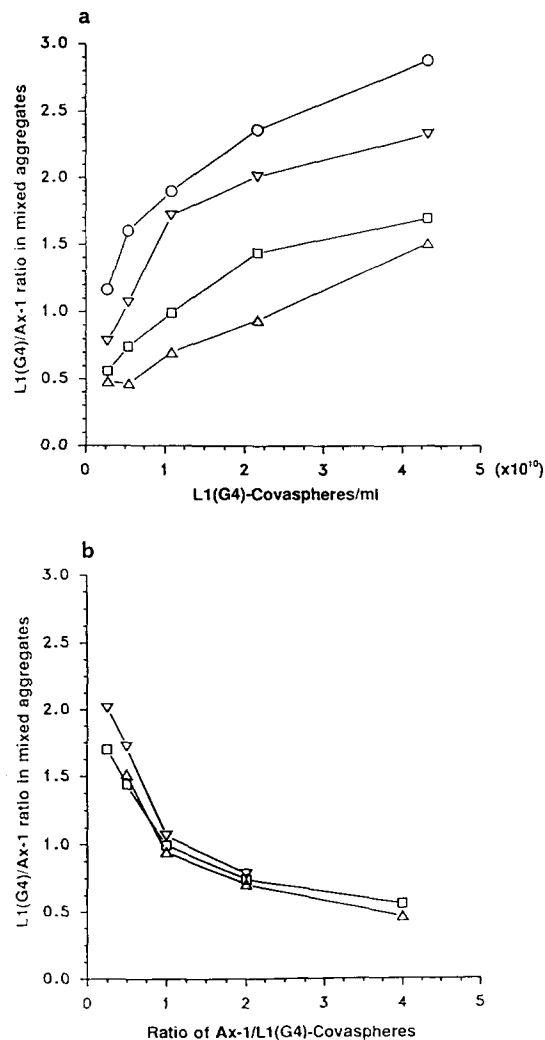 a
L1(G4)/Ax-1 ratio in mixed aggregates
3.0
2.5
2.0
1.5
1.0
0.5
0.0
0 1 2 3 4 5 (x10¹⁰)
L1(G4)-Covaspheres/ml
b
L1(G4)/Ax-1 ratio in mixed aggregates
3.0
2.5
2.0
1.5
1.0
0.5
0.0
0 1 2 3 4 5
Ratio of Ax-1/L1(G4)-Covaspheres